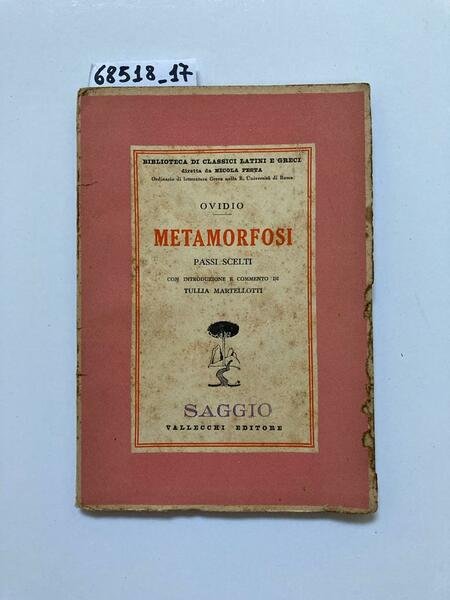 68518_17
BIBLIOTECA DI CLASSICI LATINI E GRECI
diretta da NICOLA FESTA
Ordinario di letteratura Greca nella R. Università di Roma
OVIDIO
METAMORFOSI
PASSI SCELTI
CON INTRODUZIONE E COMMENTO DI
TULLIA MARTELLOTTI
SAGGIO
VALLECCHI EDITORE